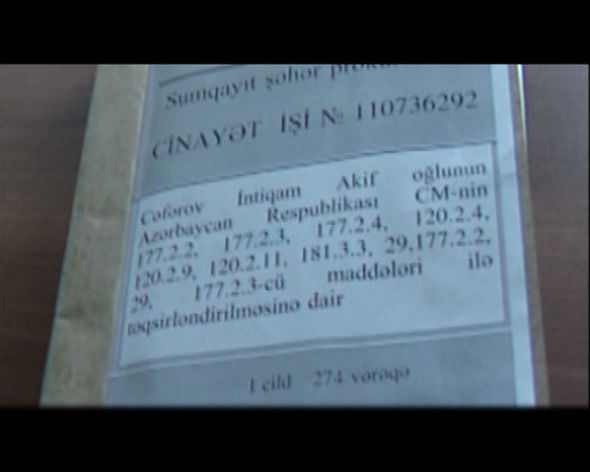 Sumqayıt şəhər
CİNAYƏT İŞİ № 110736292
Cəfərov İntiqam Akif oğlunun
Azərbaycan Respublikası CM-nin
177.2.2, 177.2.3, 177.2.4, 120.2.4,
120.2.9, 120.2.11, 181.3.3, 29,177.2.2,
29, 177.2.3-cü maddələri ilə
təqsirləndirilməsinə dair
1 cild 274 vərəqə